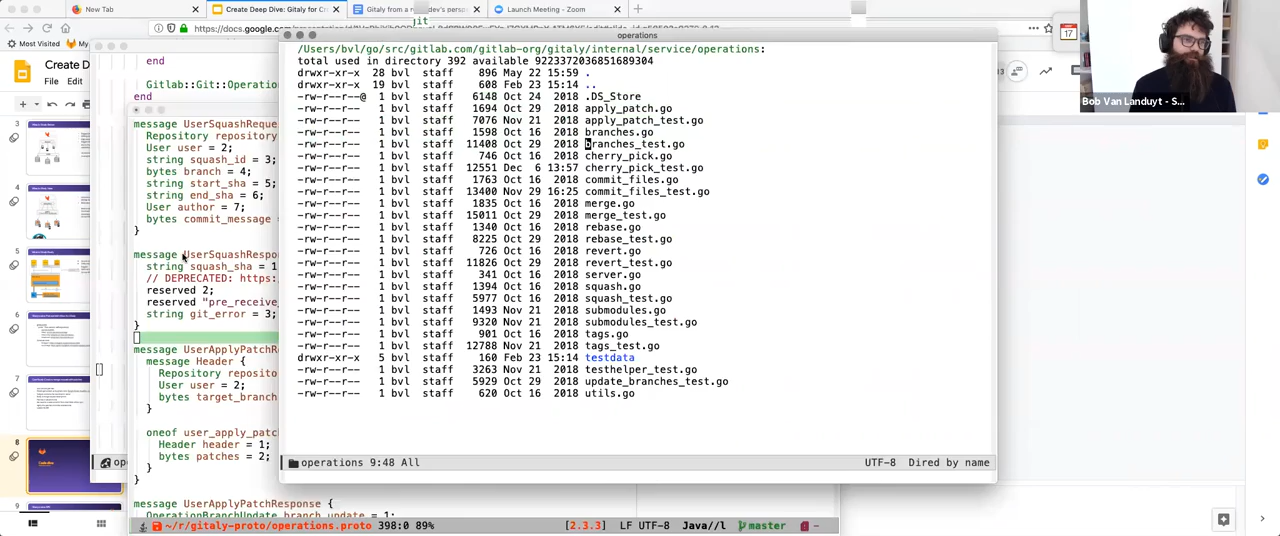 New Tab
Create Deep Dive: Gitaly for C
Gitaly from a r dev's persp
Launch Meeting - Zoom
git
https://docs.goog
Most Visited
Create De
File Edit
operations
/Users/bvl/go/src/gitlab.com/gitlab-org/gitaly/internal/service/operations:
total used in directory 392 available 9223372036851689304
drwxr-xr-x 28 bvl staff 896 May 22 15:59 .
drwxr-xr-x 19 bvl staff 608 Feb 23 15:14 ..
-rw-r--r--@ 1 bvl staff 6148 Oct 24 2018 .DS_Store
-rw-r--r-- 1 bvl staff 1694 Oct 29 2018 apply_patch.go
-rw-r--r-- 1 bvl staff 7076 Nov 21 2018 apply_patch_test.go
-rw-r--r-- 1 bvl staff 1598 Oct 16 2018 branches.go
-rw-r--r-- 1 bvl staff 11408 Oct 29 2018 branches_test.go
-rw-r--r-- 1 bvl staff 746 Oct 16 2018 cherry_pick.go
-rw-r--r-- 1 bvl staff 12551 Dec 6 13:57 cherry_pick_test.go
-rw-r--r-- 1 bvl staff 1763 Oct 16 2018 commit_files.go
-rw-r--r-- 1 bvl staff 13400 Nov 29 16:25 commit_files_test.go
-rw-r--r-- 1 bvl staff 1835 Oct 16 2018 merge.go
-rw-r--r-- 1 bvl staff 15011 Oct 29 2018 merge_test.go
-rw-r--r-- 1 bvl staff 1340 Oct 16 2018 rebase.go
-rw-r--r-- 1 bvl staff 8225 Oct 29 2018 rebase_test.go
-rw-r--r-- 1 bvl staff 726 Oct 16 2018 revert.go
-rw-r--r-- 1 bvl staff 11826 Oct 29 2018 revert_test.go
-rw-r--r-- 1 bvl staff 341 Oct 16 2018 server.go
-rw-r--r-- 1 bvl staff 1394 Oct 16 2018 squash.go
-rw-r--r-- 1 bvl staff 5977 Oct 16 2018 squash_test.go
-rw-r--r-- 1 bvl staff 1493 Nov 21 2018 submodules.go
-rw-r--r-- 1 bvl staff 9320 Nov 21 2018 submodules_test.go
-rw-r--r-- 1 bvl staff 901 Oct 16 2018 tags.go
-rw-r--r-- 1 bvl staff 12780 Nov 21 2018 tags_test.go
drwxr-xr-x 5 bvl staff 160 Feb 23 15:14 testdata
-rw-r--r-- 1 bvl staff 3263 Nov 21 2018 testhelper_test.go
-rw-r--r-- 1 bvl staff 5929 Oct 29 2018 update_branches_test.go
-rw-r--r-- 1 bvl staff 620 Oct 16 2018 utils.go
operations 9:48 All
UTF-8 Dired by name
end
Gitlab::Git::Operati
end
message UserSquashReque
Repository repository
User user = 2;
string squash_id = 3;
bytes branch = 4;
string start_sha = 5;
string end_sha = 6;
User author = 7;
bytes commit_message =
}
message UserSquashRespo
string squash_sha = 1
// DEPRECATED: https:
reserved 2;
reserved "pre_receive_
string git_error = 3;
}
message UserApplyPatchR
message Header {
Repository reposito
User user = 2;
bytes target_branch
}
oneof user_apply_patc
Header header = 1;
bytes patches = 2;
}
}
message UserApplyPatchResponse {
OperationBranchUpdate branch_update = 1;
~/r/gitaly-proto/operations.proto 398:0 89%
[2.3.3] LF UTF-8 Java//l master
Bob Van Landuyt - S...
17
3
4
5
6
7
8
9